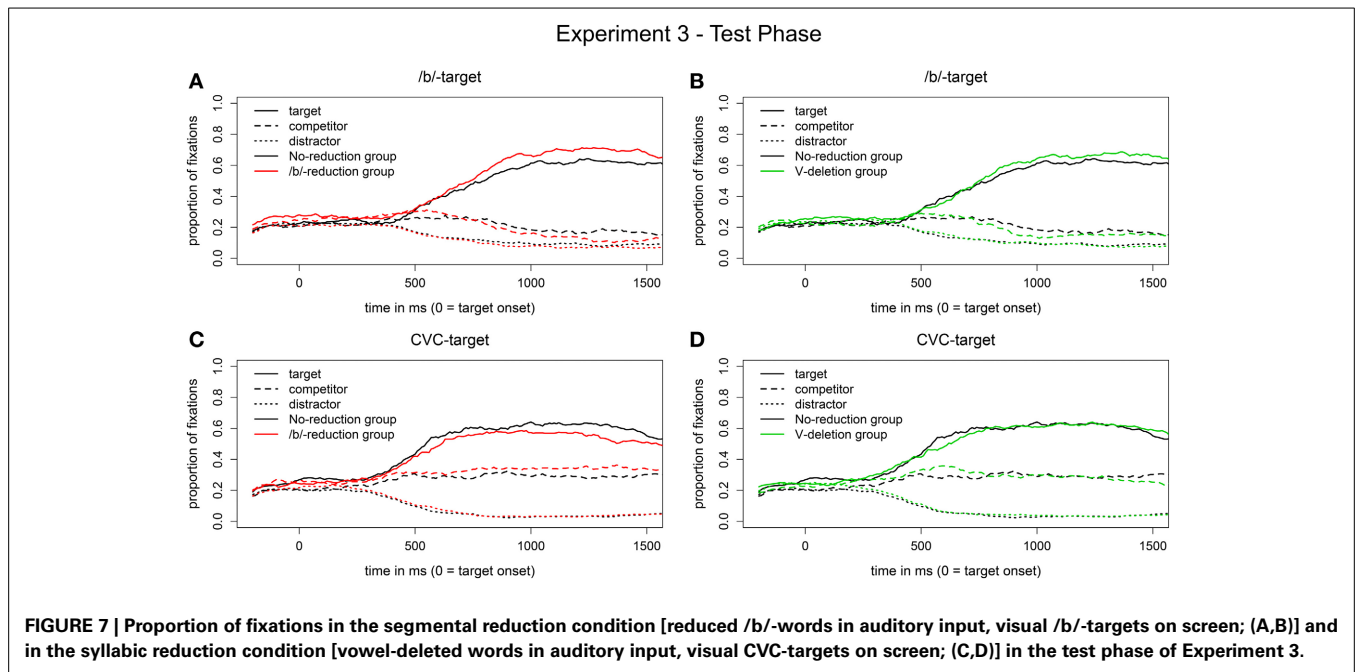 Experiment 3 - Test Phase
A
/b/-target
proportion of fixations
0.0 0.2 0.4 0.6 0.8 1.0
target
competitor
distractor
No-reduction group
/b/-reduction group
0 500 1000 1500
time in ms (0 = target onset)
B
/b/-target
proportion of fixations
0.0 0.2 0.4 0.6 0.8 1.0
target
competitor
distractor
No-reduction group
V-deletion group
0 500 1000 1500
time in ms (0 = target onset)
C
CVC-target
proportion of fixations
0.0 0.2 0.4 0.6 0.8 1.0
target
competitor
distractor
No-reduction group
/b/-reduction group
0 500 1000 1500
time in ms (0 = target onset)
D
CVC-target
proportion of fixations
0.0 0.2 0.4 0.6 0.8 1.0
target
competitor
distractor
No-reduction group
V-deletion group
0 500 1000 1500
time in ms (0 = target onset)
FIGURE 7 | Proportion of fixations in the segmental reduction condition [reduced /b/-words in auditory input, visual /b/-targets on screen; (A,B)] and
in the syllabic reduction condition [vowel-deleted words in auditory input, visual CVC-targets on screen; (C,D)] in the test phase of Experiment 3.